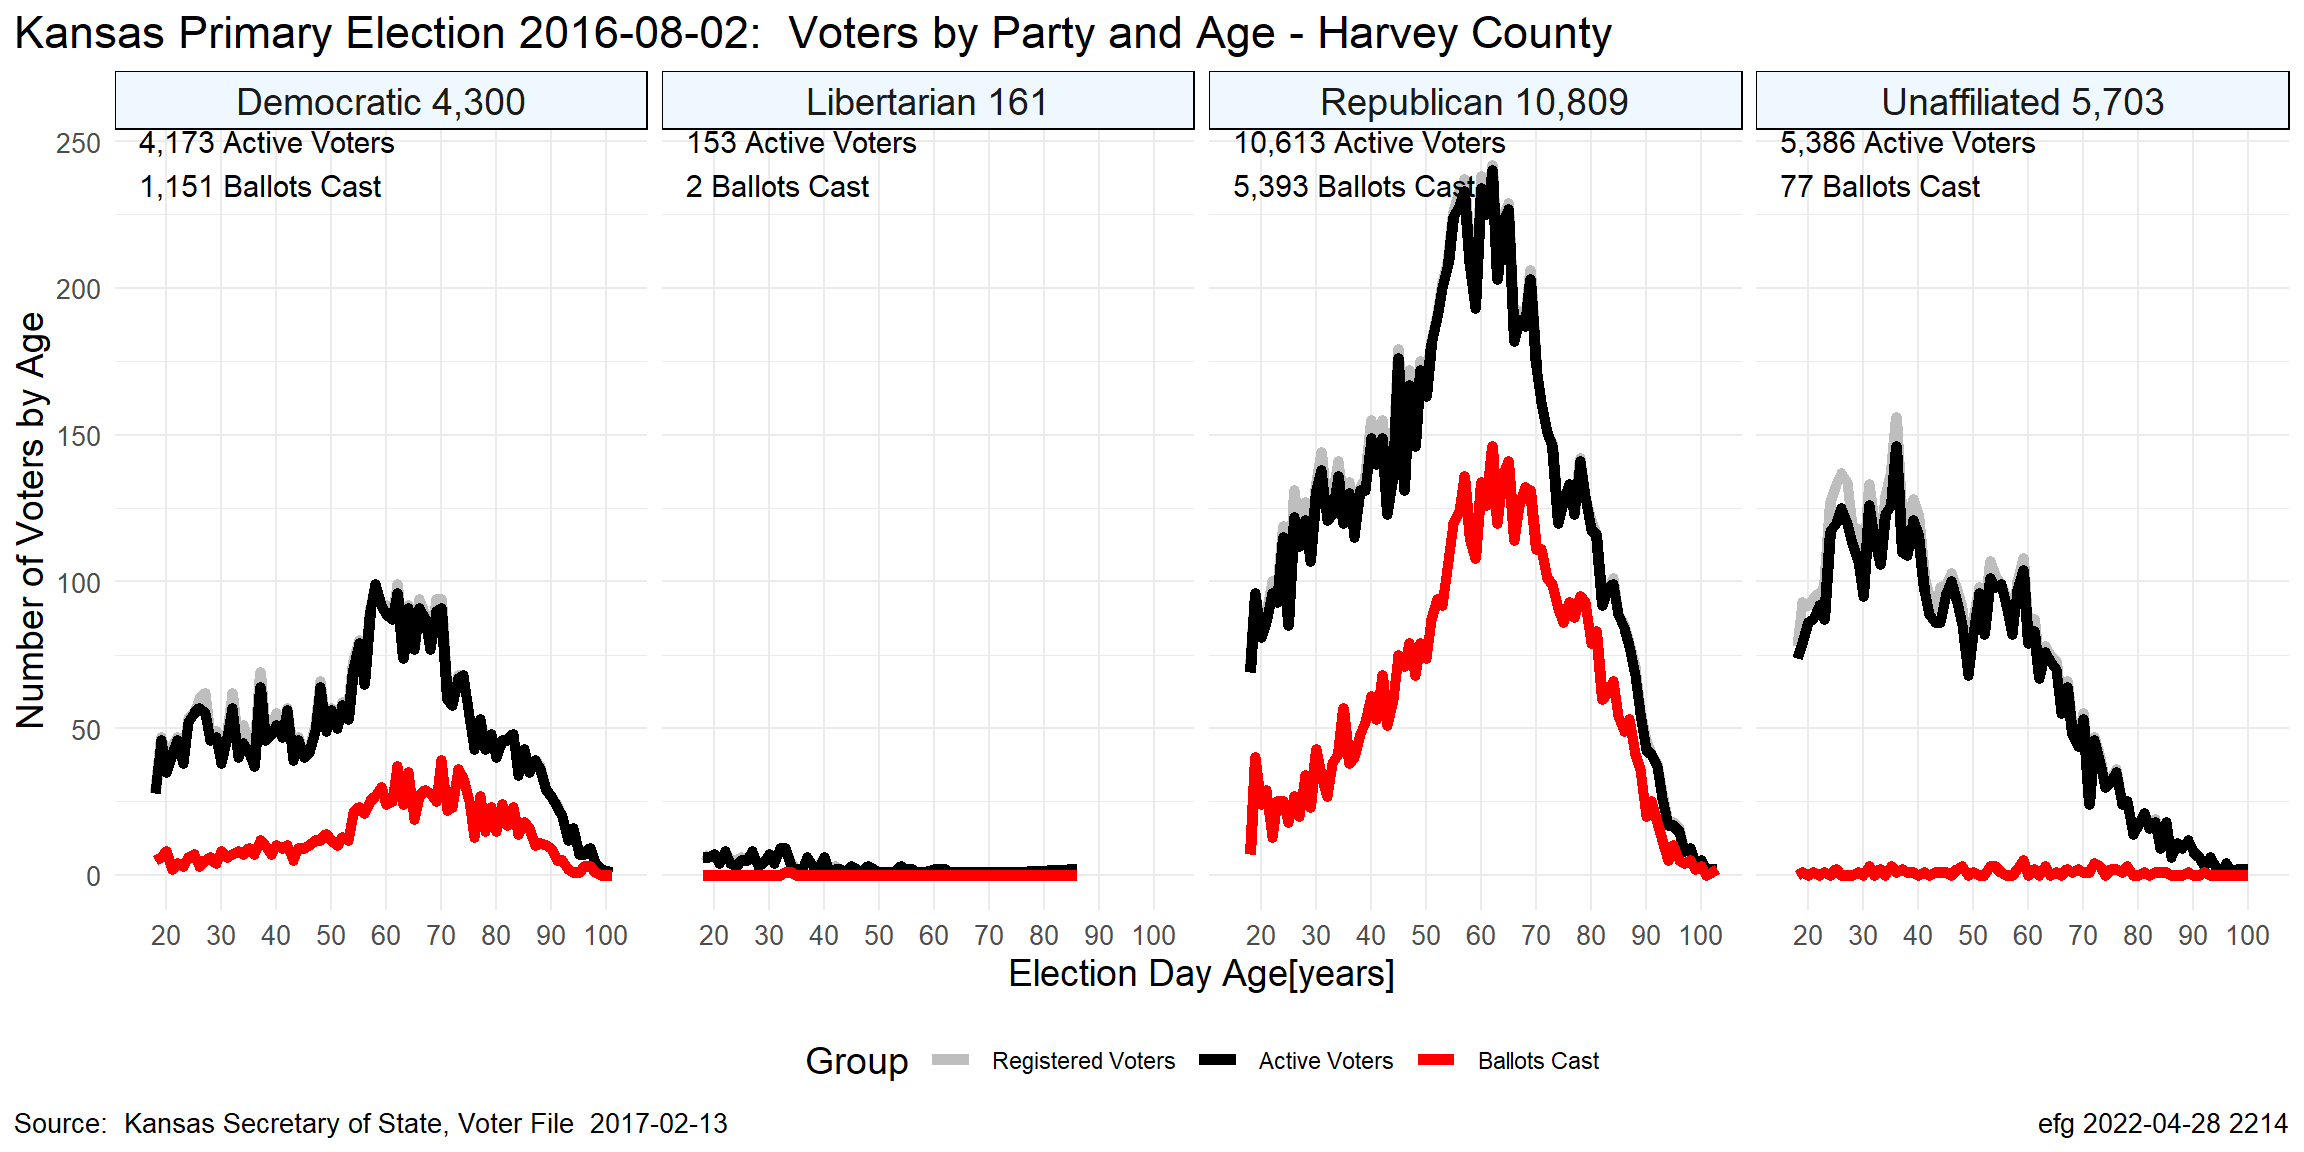 Kansas Primary Election 2016-08-02:  Voters by Party and Age - Harvey County
Democratic 4,300
Libertarian 161
Republican 10,809
Unaffiliated 5,703
4,173 Active Voters
1,151 Ballots Cast
153 Active Voters
2 Ballots Cast
10,613 Active Voters
5,393 Ballots Cast
5,386 Active Voters
77 Ballots Cast
Number of Voters by Age
250
200
150
100
50
0
20 30 40 50 60 70 80 90 100
20 30 40 50 60 70 80 90 100
20 30 40 50 60 70 80 90 100
20 30 40 50 60 70 80 90 100
Election Day Age[years]
Group Registered Voters Active Voters Ballots Cast
Source:  Kansas Secretary of State, Voter File  2017-02-13
efg 2022-04-28 2214